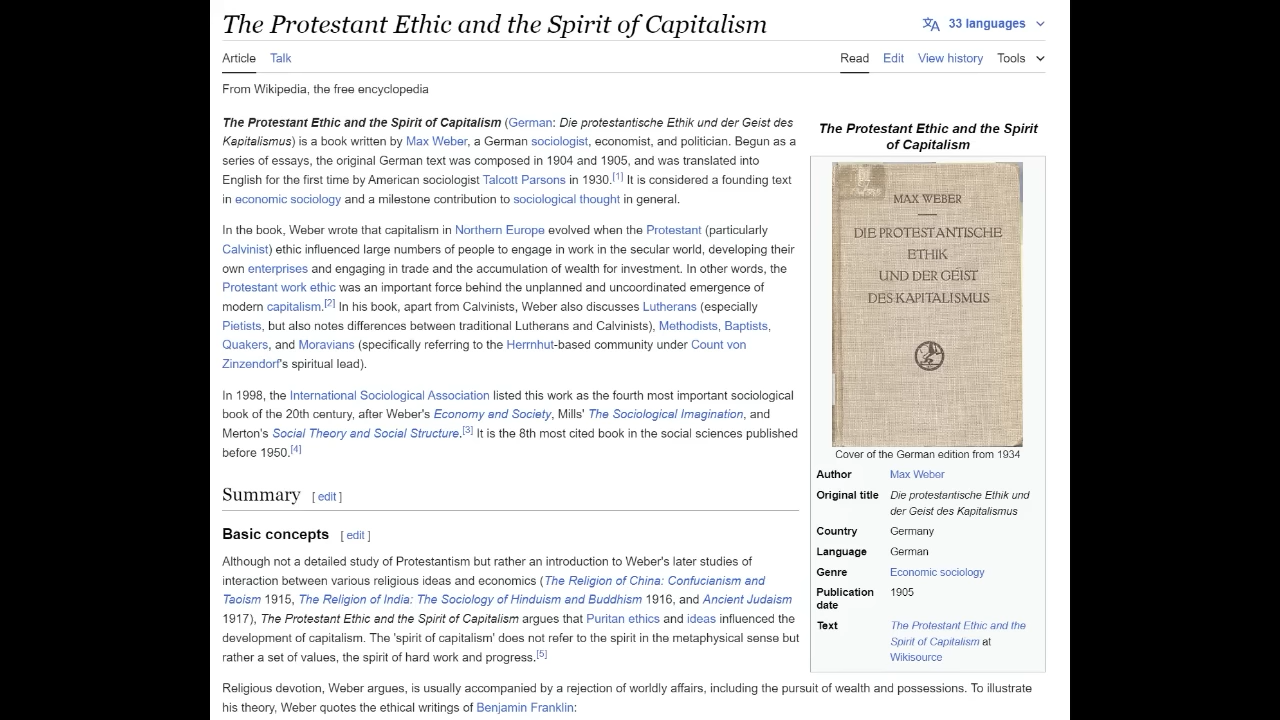 The Protestant Ethic and the Spirit of Capitalism
33 languages
Article Talk
Read Edit View history Tools
From Wikipedia, the free encyclopedia
The Protestant Ethic and the Spirit of Capitalism (German: Die protestantische Ethik und der Geist des
Kapitalismus) is a book written by Max Weber, a German sociologist, economist, and politician. Begun as a
series of essays, the original German text was composed in 1904 and 1905, and was translated into
English for the first time by American sociologist Talcott Parsons in 1930.[1] It is considered a founding text
in economic sociology and a milestone contribution to sociological thought in general.
In the book, Weber wrote that capitalism in Northern Europe evolved when the Protestant (particularly
Calvinist) ethic influenced large numbers of people to engage in work in the secular world, developing their
own enterprises and engaging in trade and the accumulation of wealth for investment. In other words, the
Protestant work ethic was an important force behind the unplanned and uncoordinated emergence of
modern capitalism.[2] In his book, apart from Calvinists, Weber also discusses Lutherans (especially
Pietists, but also notes differences between traditional Lutherans and Calvinists), Methodists, Baptists,
Quakers, and Moravians (specifically referring to the Herrnhut-based community under Count von
Zinzendorf's spiritual lead).
In 1998, the International Sociological Association listed this work as the fourth most important sociological
book of the 20th century, after Weber's Economy and Society, Mills' The Sociological Imagination, and
Merton's Social Theory and Social Structure.[3] It is the 8th most cited book in the social sciences published
before 1950.[4]
Summary [ edit ]
Basic concepts [ edit ]
Although not a detailed study of Protestantism but rather an introduction to Weber's later studies of
interaction between various religious ideas and economics (The Religion of China: Confucianism and
Taoism 1915, The Religion of India: The Sociology of Hinduism and Buddhism 1916, and Ancient Judaism
1917), The Protestant Ethic and the Spirit of Capitalism argues that Puritan ethics and ideas influenced the
development of capitalism. The 'spirit of capitalism' does not refer to the spirit in the metaphysical sense but
rather a set of values, the spirit of hard work and progress.[5]
Religious devotion, Weber argues, is usually accompanied by a rejection of worldly affairs, including the pursuit of wealth and possessions. To illustrate
his theory, Weber quotes the ethical writings of Benjamin Franklin:
The Protestant Ethic and the Spirit
of Capitalism
MAX WEBER
DIE PROTESTANTISCHE
ETHIK
UND DER GEIST
DES KAPITALISMUS
Cover of the German edition from 1934
Author Max Weber
Original title Die protestantische Ethik und
der Geist des Kapitalismus
Country Germany
Language German
Genre Economic sociology
Publication 1905
date
Text The Protestant Ethic and the
Spirit of Capitalism at
Wikisource